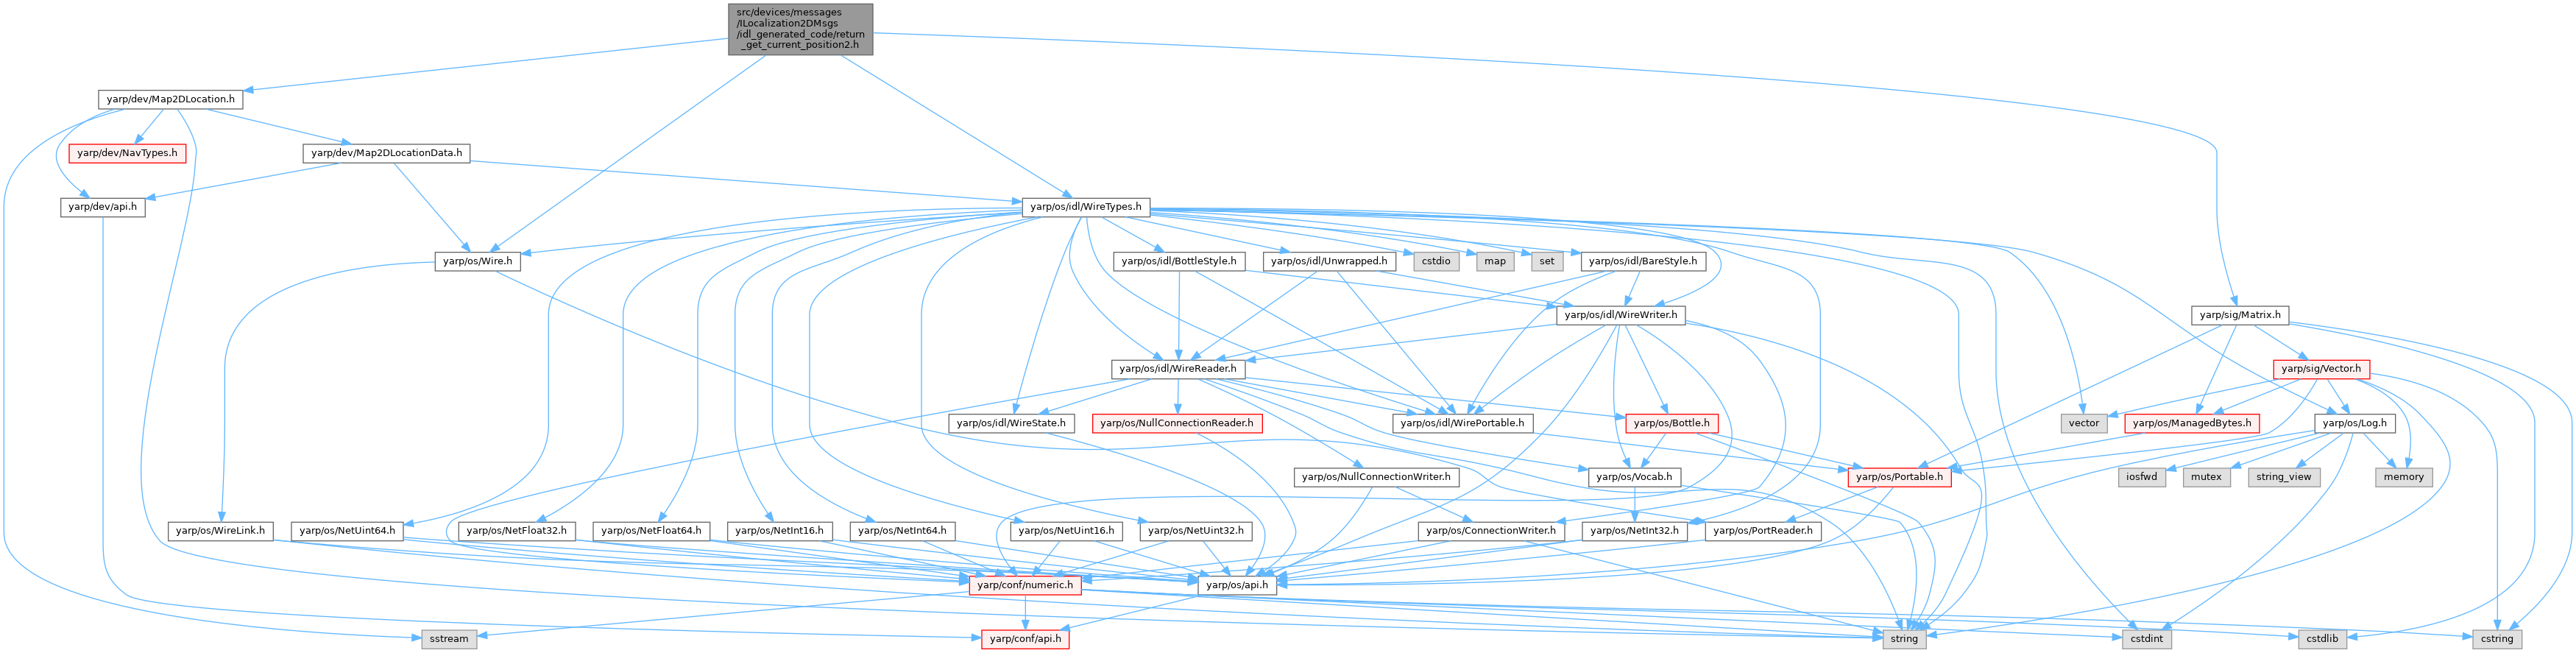 src/devices/messages
/ILocalization2DMsgs
/idl_generated_code/return
_get_current_position2.h
yarp/dev/Map2DLocation.h
yarp/dev/NavTypes.h
yarp/dev/Map2DLocationData.h
yarp/dev/api.h
yarp/os/idl/WireTypes.h
yarp/os/Wire.h
yarp/os/idl/BottleStyle.h
yarp/os/idl/Unwrapped.h
cstdio
map
set
yarp/os/idl/BareStyle.h
yarp/os/idl/WireWriter.h
yarp/sig/Matrix.h
yarp/os/idl/WireReader.h
yarp/sig/Vector.h
yarp/os/idl/WireState.h
yarp/os/NullConnectionReader.h
yarp/os/idl/WirePortable.h
yarp/os/Bottle.h
vector
yarp/os/ManagedBytes.h
yarp/os/Log.h
yarp/os/NullConnectionWriter.h
yarp/os/Vocab.h
yarp/os/Portable.h
iosfwd
mutex
string_view
memory
yarp/os/WireLink.h
yarp/os/NetUint64.h
yarp/os/NetFloat32.h
yarp/os/NetFloat64.h
yarp/os/NetInt16.h
yarp/os/NetInt64.h
yarp/os/NetUint16.h
yarp/os/NetUint32.h
yarp/os/ConnectionWriter.h
yarp/os/NetInt32.h
yarp/os/PortReader.h
yarp/conf/numeric.h
yarp/os/api.h
sstream
yarp/conf/api.h
string
cstdint
cstdlib
cstring